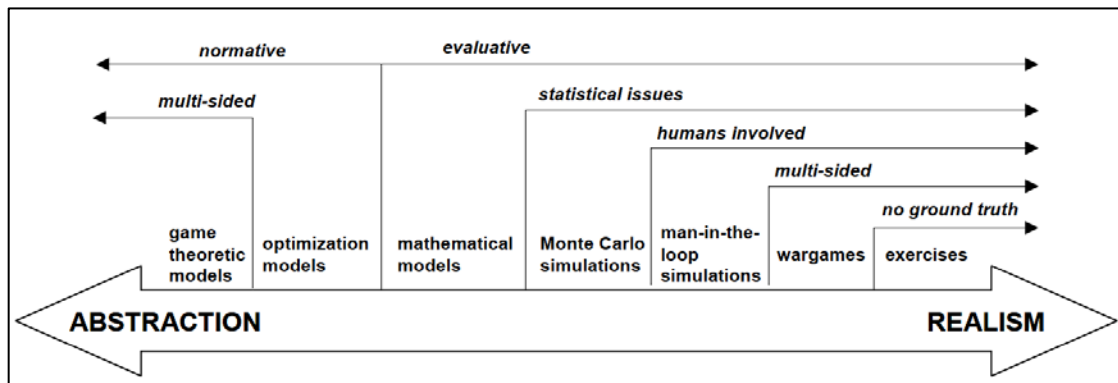 normative
evaluative
multi-sided
statistical issues
humans involved
multi-sided
no ground truth
game
theoretic
models
optimization
models
mathematical
models
Monte Carlo
simulations
man-in-the-
loop
simulations
wargames
exercises
ABSTRACTION
REALISM